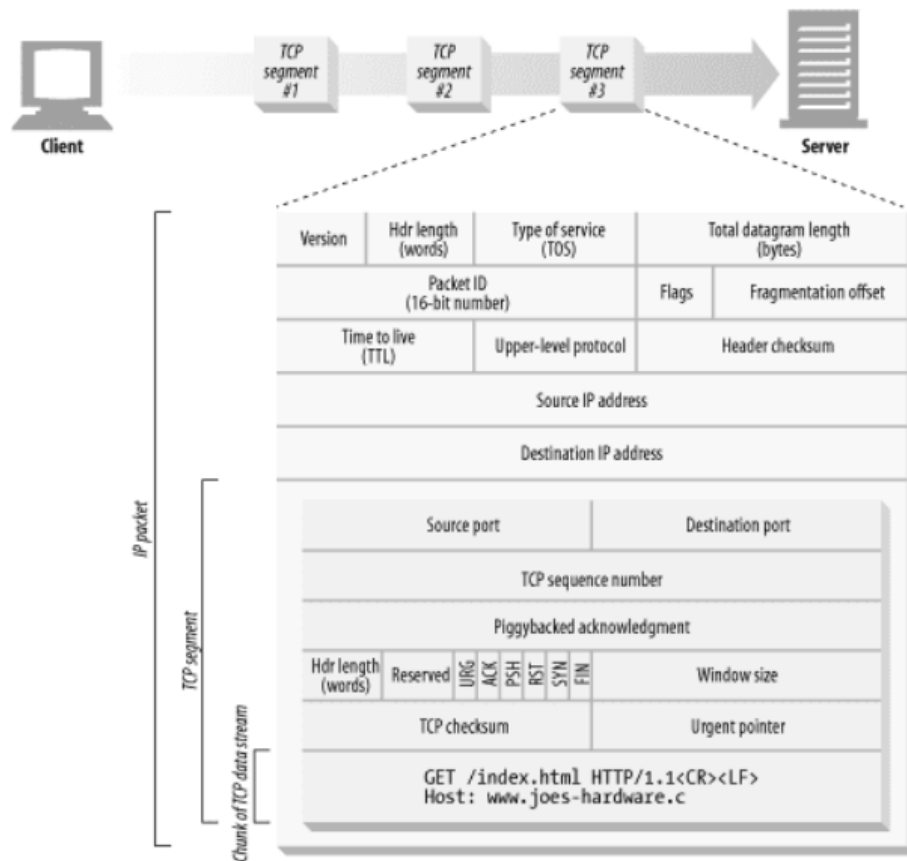 TCP
segment
#1
TCP
segment
#2
TCP
segment
#3
Client
Server
Version
Hdr length
(words)
Type of service
(TOS)
Total datagram length
(bytes)
Packet ID
(16-bit number)
Flags
Fragmentation offset
Time to live
(TTL)
Upper-level protocol
Header checksum
Source IP address
Destination IP address
IP packet
TCP segment
Chunk of TCP data stream
Source port
Destination port
TCP sequence number
Piggybacked acknowledgment
Hdr length
(words)
Reserved
URG
ACK
PSH
RST
SYN
FIN
Window size
TCP checksum
Urgent pointer
GET /index.html HTTP/1.1<CR><LF>
Host: www.joes-hardware.c